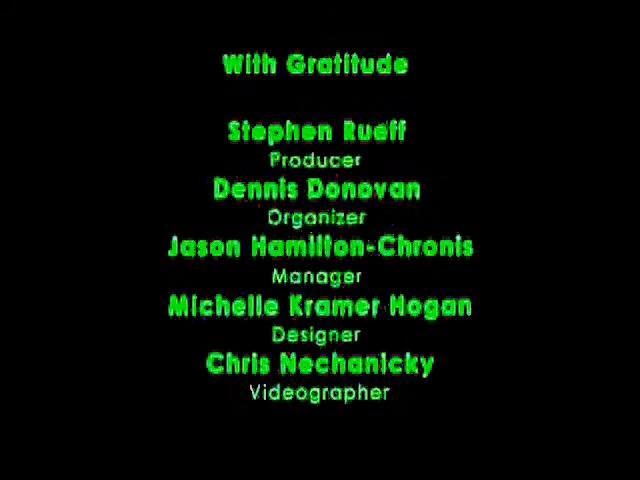 With Gratitude
Stephen Rueff
Producer
Dennis Donovan
Organizer
Jason Hamilton-Chronis
Manager
Michelle Kramer Hogan
Designer
Chris Nechanicky
Videographer